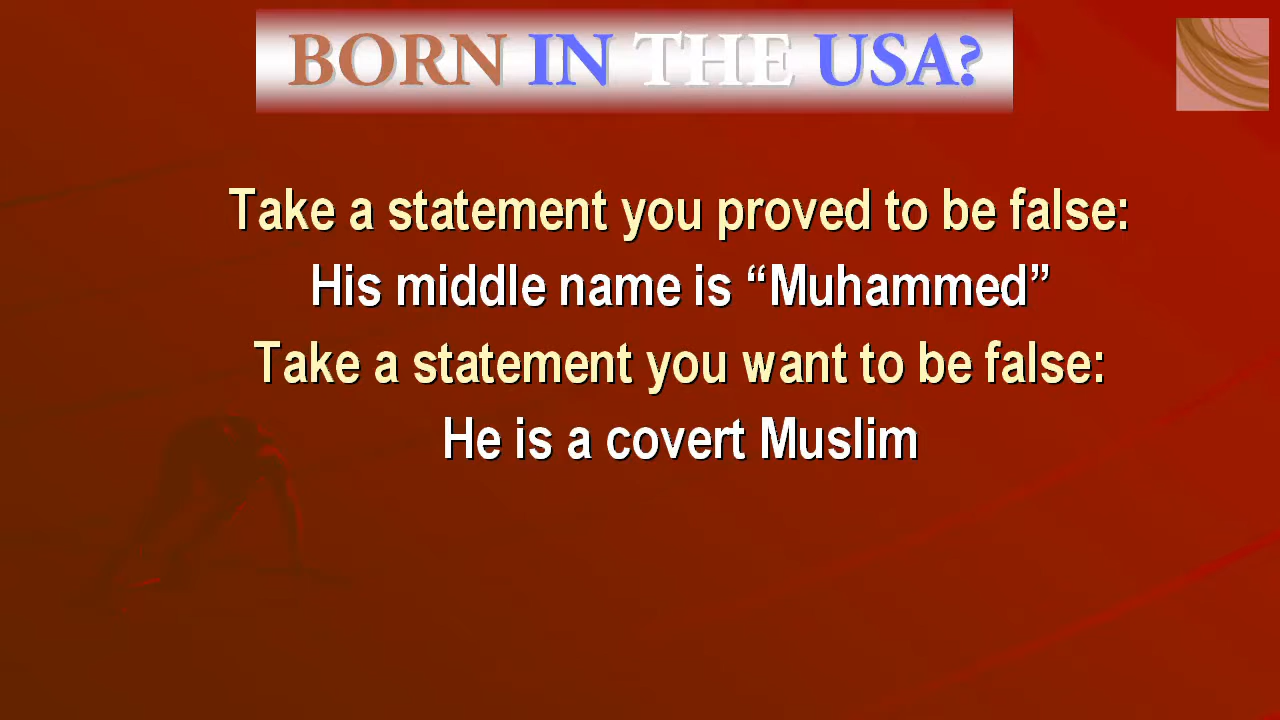 BORN IN THE USA?
Take a statement you proved to be false:
His middle name is “Muhammed”
Take a statement you want to be false:
He is a covert Muslim